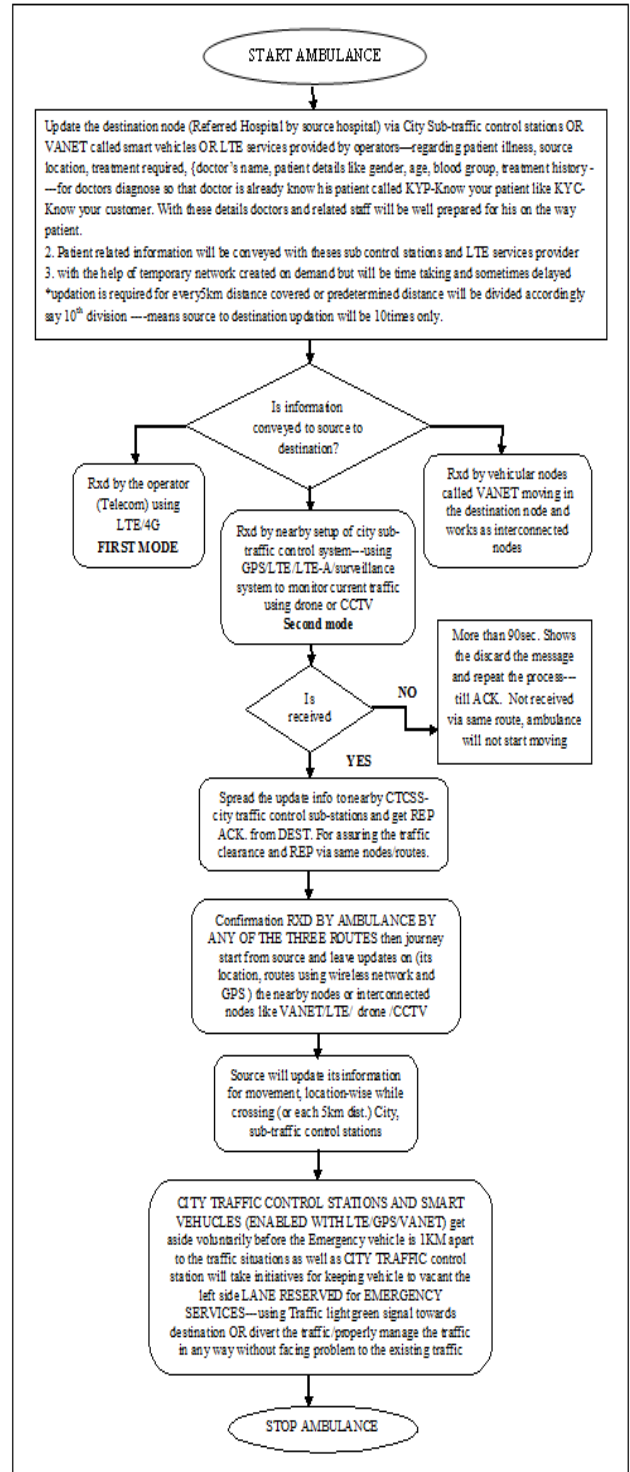 START AMBULANCE
Update the destination node (Referred Hospital by source hospital) via City Sub-traffic control stations OR
VANET called smart vehicles OR LTE services provided by operators—regarding patient illness, source
location, treatment required, {doctor's name, patient details like gender, age, blood group, treatment history -
---for doctors diagnose so that doctor is already know his patient called KYP-Know your patient like KYC-
Know your customer. With these details doctors and related staff will be well prepared for his on the way
patient.
2. Patient related information will be conveyed with theses sub control stations and LTE services provider
3. with the help of temporary network created on demand but will be time taking and sometimes delayed
*updation is required for every5km distance covered or predetermined distance will be divided accordingly
say 10th division ----means source to destination updation will be 10times only.
Is information
conveyed to source to
destination?
Rxd by the operator
(Telecom) using
LTE/4G
FIRST MODE
Rxd by nearby setup of city sub-
traffic control system---using
GPS/LTE/LTE-A/surveillance
system to monitor current traffic
using drone or CCTV
Second mode
Rxd by vehicular nodes
called VANET moving in
the destination node and
works as interconnected
nodes
Is
received
NO
More than 90sec. Shows
the discard the message
and repeat the process---
till ACK. Not received
via same route, ambulance
will not start moving
YES
Spread the update info to nearby CTCSS-
city traffic control sub-stations and get REP
ACK. from DEST. For assuring the traffic
clearance and REP via same nodes/routes.
Confirmation RXD BY AMBULANCE BY
ANY OF THE THREE ROUTES then journey
start from source and leave updates on (its
location, routes using wireless network and
GPS ) the nearby nodes or interconnected
nodes like VANET/LTE/ drone /CCTV
Source will update its information
for movement, location-wise while
crossing (or each 5km dist.) City,
sub-traffic control stations
CITY TRAFFIC CONTROL STATIONS AND SMART
VEHUCLES (ENABLED WITH LTE/GPS/VANET) get
aside voluntarily before the Emergency vehicle is 1KM apart
to the traffic situations as well as CITY TRAFFIC control
station will take initiatives for keeping vehicle to vacant the
left side LANE RESERVED for EMERGENCY
SERVICES---using Traffic light green signal towards
destination OR divert the traffic/properly manage the traffic
in any way without facing problem to the existing traffic
STOP AMBULANCE